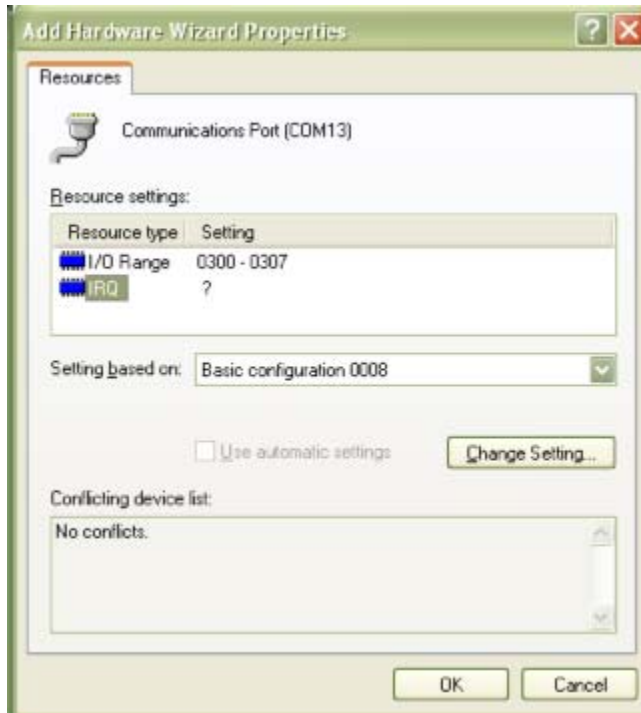 Add Hardware Wizard Properties
Resources
Communications Port (COM13)
Resource settings:
Resource type Setting
I/O Range 0300 - 0307
IRQ ?
Setting based on: Basic configuration 0008
Use automatic settings Change Setting...
Conflicting device list:
No conflicts.
OK Cancel